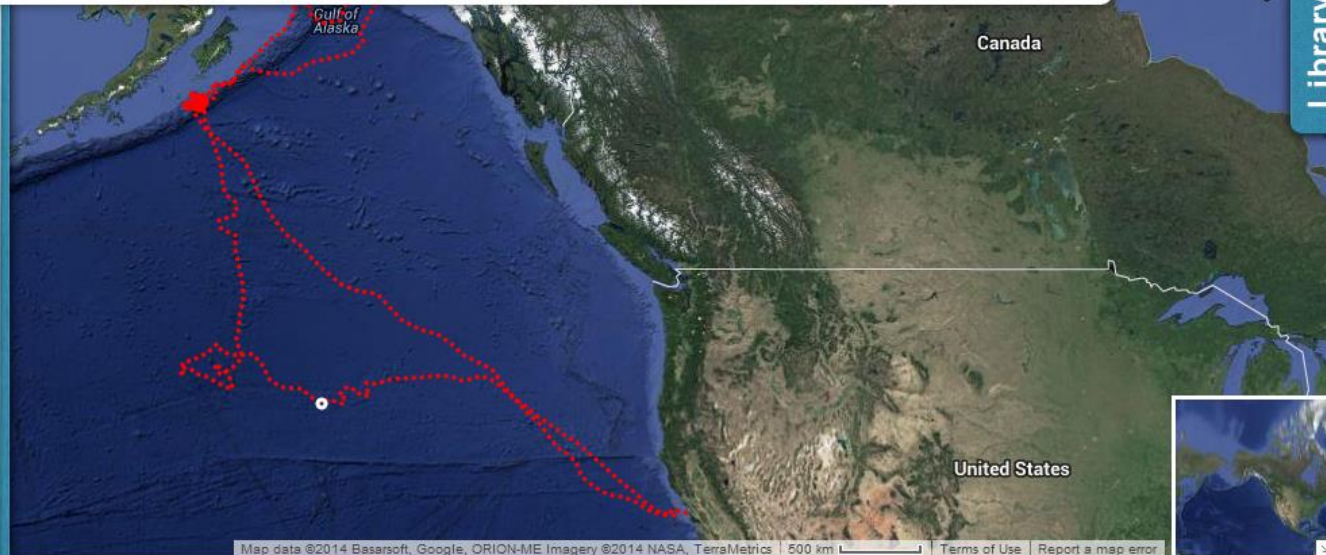 Gulf of
Alaska
Canada
Library
United States
Map data ©2014 Basarsoft, Google, ORION-ME Imagery ©2014 NASA, TerraMetrics
500 km
Terms of Use
Report a map error